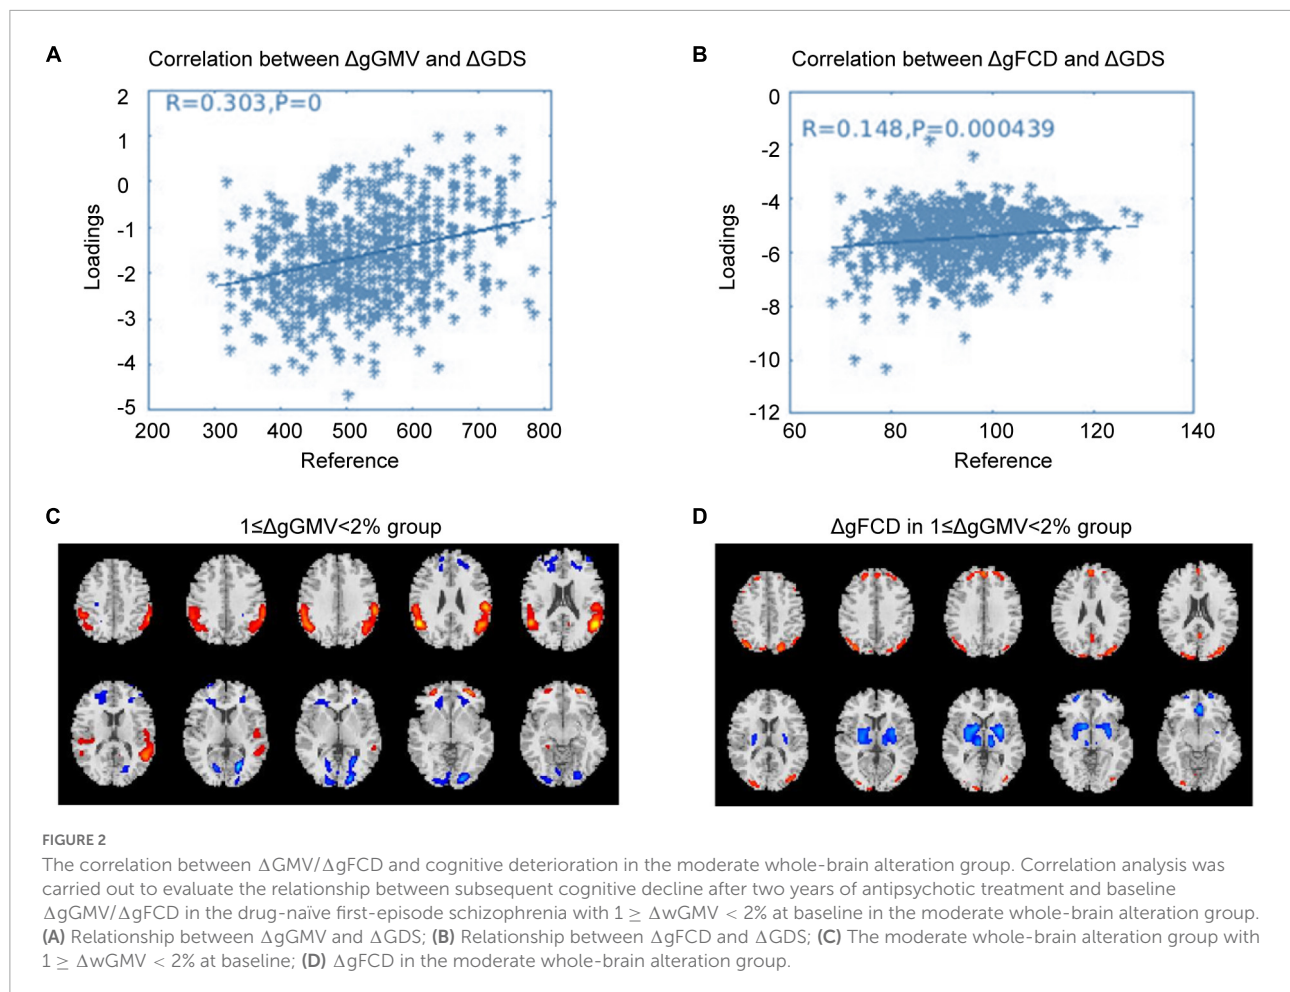 A
Correlation between ΔgGMV and ΔGDS
R=0.303,P=0
2
1
0
-1
-2
-3
-4
-5
Loadings
200 300 400 500 600 700 800
Reference
B
Correlation between ΔgFCD and ΔGDS
R=0.148,P=0.000439
0
-2
-4
-6
-8
-10
-12
Loadings
60 80 100 120 140
Reference
C
1≤ΔgGMV<2% group
D
ΔgFCD in 1≤ΔgGMV<2% group
FIGURE 2
The correlation between ΔGMV/ΔgFCD and cognitive deterioration in the moderate whole-brain alteration group. Correlation analysis was
carried out to evaluate the relationship between subsequent cognitive decline after two years of antipsychotic treatment and baseline
ΔgGMV/ΔgFCD in the drug-naïve first-episode schizophrenia with 1 ≥ ΔwGMV < 2% at baseline in the moderate whole-brain alteration group.
(A) Relationship between ΔgGMV and ΔGDS; (B) Relationship between ΔgFCD and ΔGDS; (C) The moderate whole-brain alteration group with
1 ≥ ΔwGMV < 2% at baseline; (D) ΔgFCD in the moderate whole-brain alteration group.